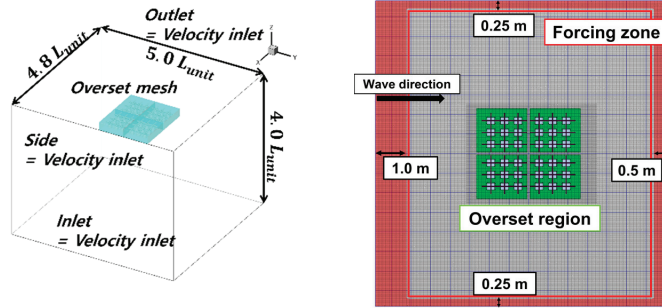 Outlet
= Velocity inlet
4.8 L_unit
5.0 L_unit
Overset mesh
Z
Y
X
4.0 L_unit
Side
= Velocity inlet
Inlet
= Velocity inlet
0.25 m
Forcing zone
Wave direction
1.0 m
0.5 m
Overset region
0.25 m